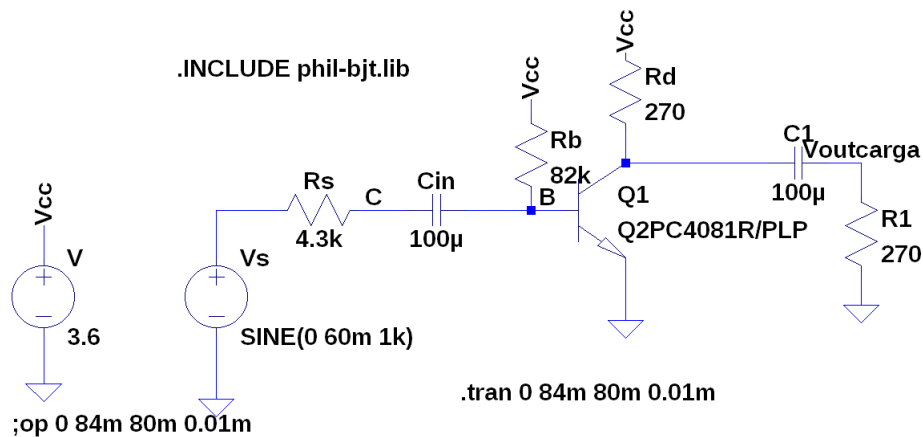 .INCLUDE phil-bjt.lib
Vcc
V
3.6
;op 0 84m 80m 0.01m
Vs
SINE(0 60m 1k)
Rs
4.3k
C
Cin
100µ
Vcc
Rb
82k
B
Vcc
Rd
270
Q1
Q2PC4081R/PLP
C1
100µ
Voutcarga
R1
270
.tran 0 84m 80m 0.01m